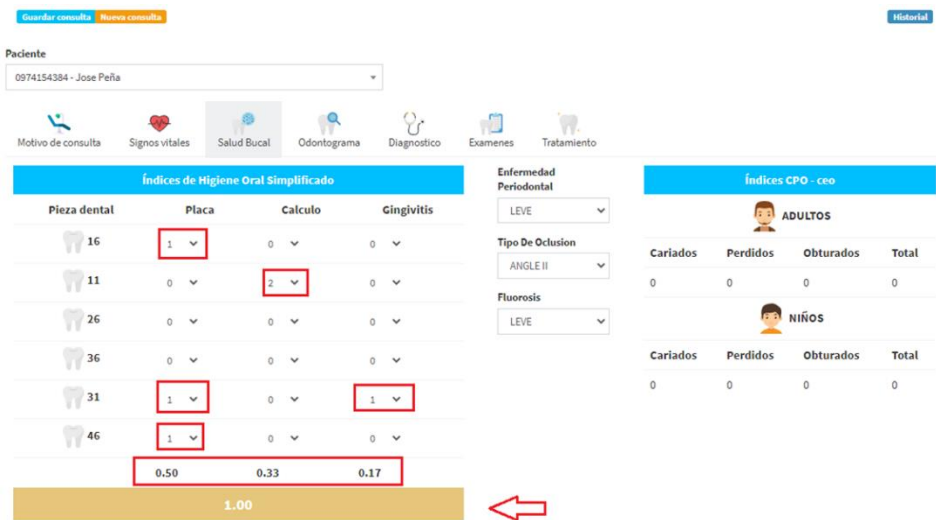 Guardar consulta Nueva consulta Historial
Paciente
0974154384 - Jose Peña
Motivo de consulta Signos vitales Salud Bucal Odontograma Diagnostico Examenes Tratamiento
Índices de Higiene Oral Simplificado
Pieza dental Placa Calculo Gingivitis
16 1 0 0
11 0 2 0
26 0 0 0
36 0 0 0
31 1 0 1
46 1 0 0
0.50 0.33 0.17
1.00
Enfermedad
Periodontal
LEVE
Tipo De Oclusion
ANGLE II
Fluorosis
LEVE
Índices CPO - ceo
ADULTOS
Cariados Perdidos Obturados Total
0 0 0 0
NIÑOS
Cariados Perdidos Obturados Total
0 0 0 0